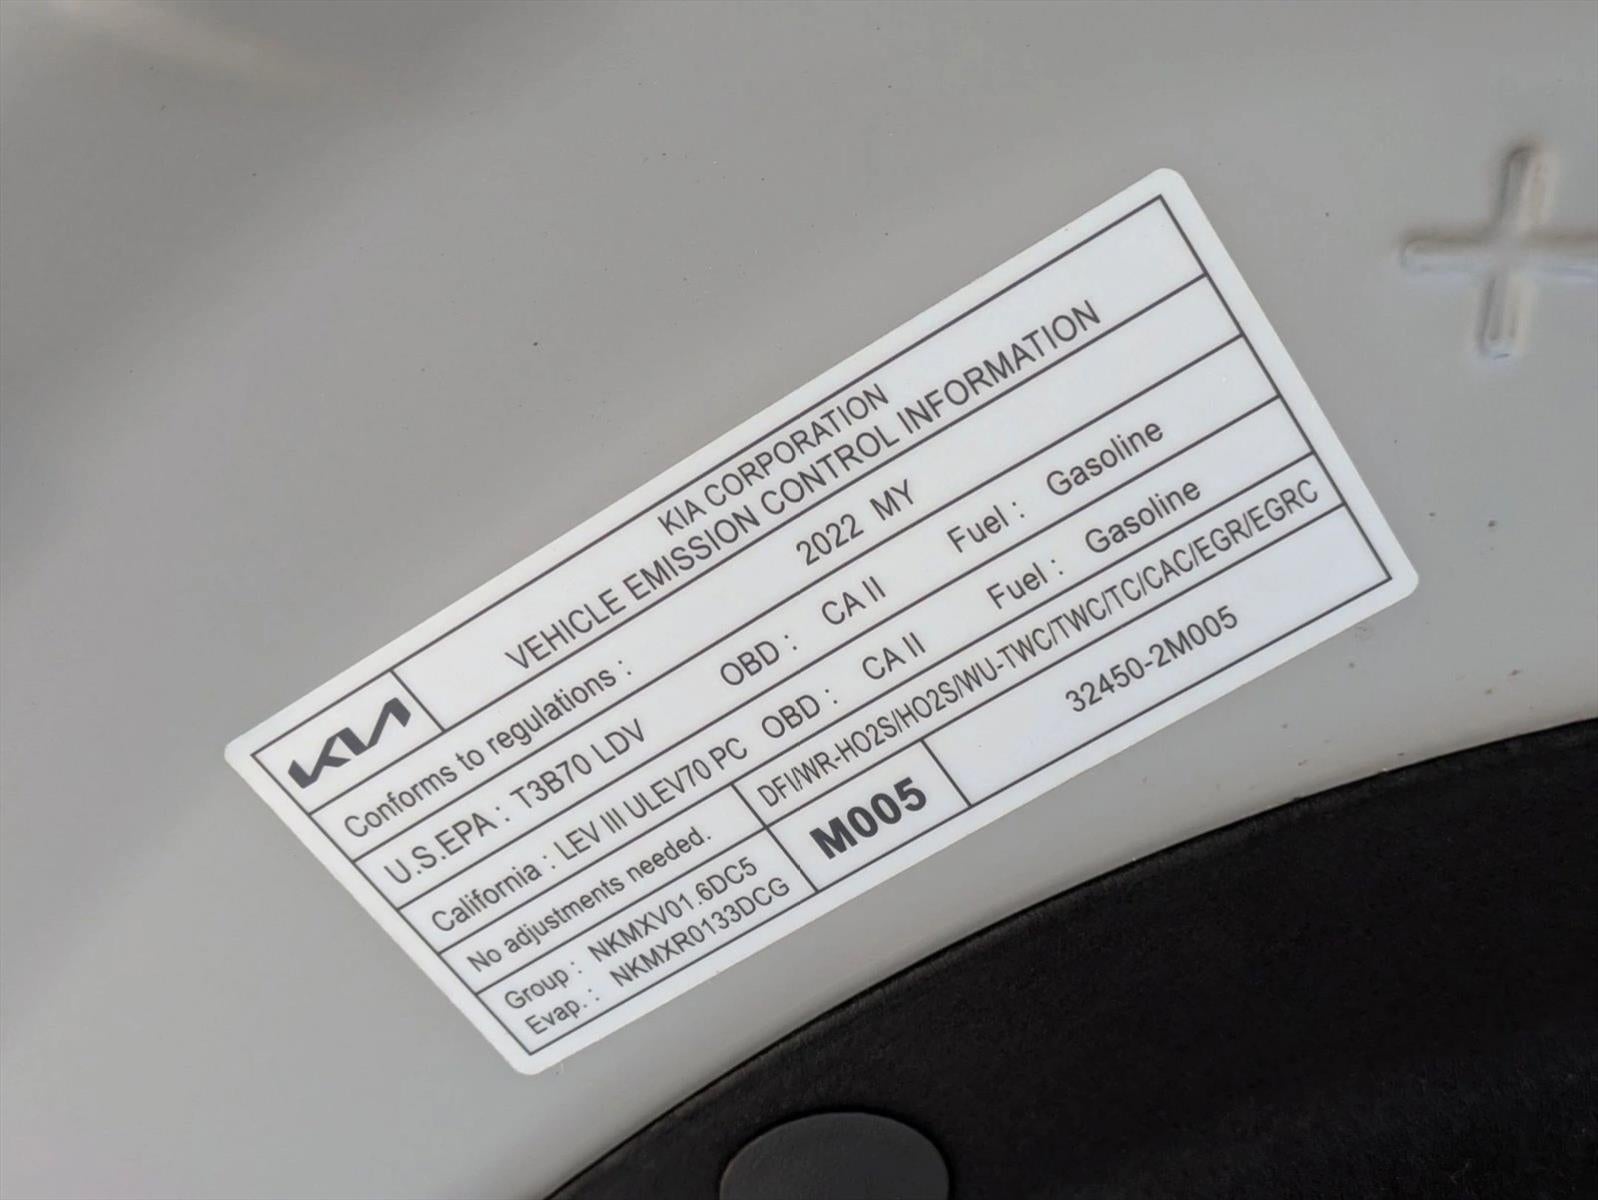 KIA
KIA CORPORATION
VEHICLE EMISSION CONTROL INFORMATION
Conforms to regulations : 2022 MY
U.S.EPA : T3B70 LDV OBD : CA II Fuel : Gasoline
California : LEV III ULEV70 PC OBD : CA II Fuel : Gasoline
No adjustments needed. DFI/WR-HO2S/HO2S/WU-TWC/TWC/TC/CAC/EGR/EGRC
Group : NKMXV01.6DC5
Evap. : NKMXR0133DCG
M005
32450-2M005